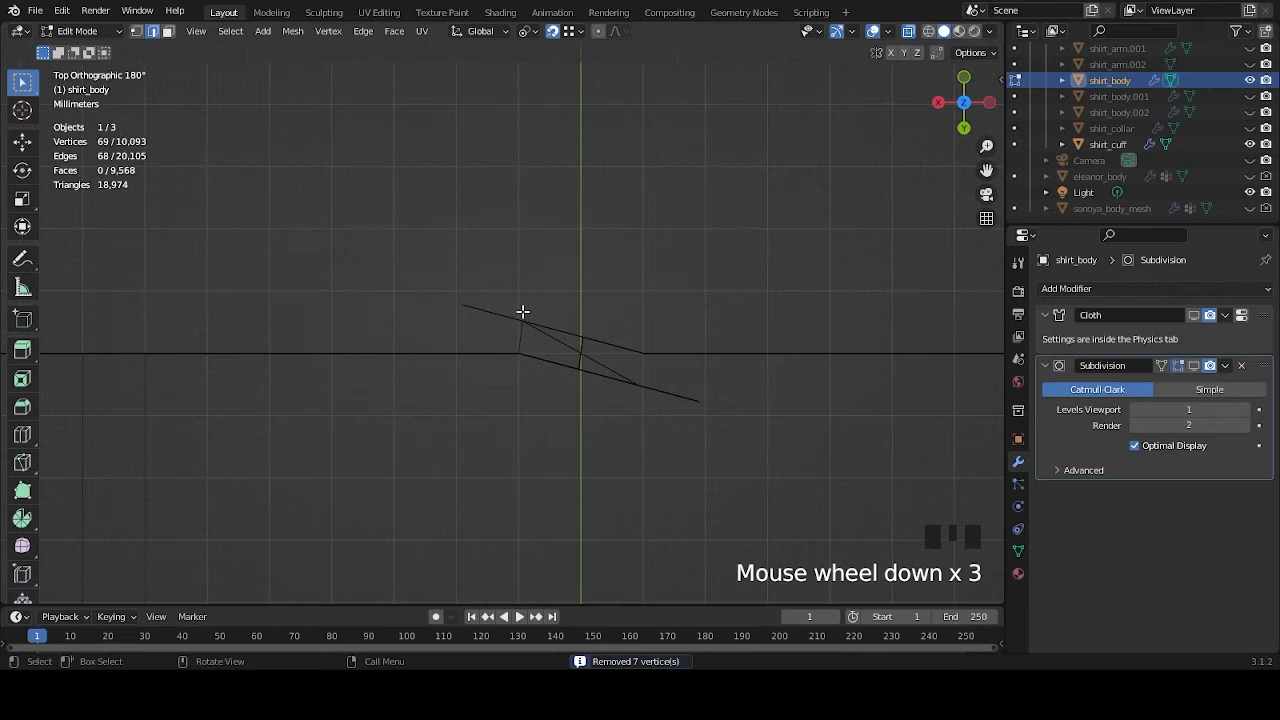 File Edit Render Window Help Layout Modeling Sculpting UV Editing Texture Paint Shading Animation Rendering Compositing Geometry Nodes Scripting + Scene ViewLayer
Edit Mode View Select Add Mesh Vertex Edge Face UV Global
X Y Z Options
Top Orthographic 180°
(1) shirt_body
Millimeters
Objects 1 / 3
Vertices 69 / 10,093
Edges 68 / 20,105
Faces 0 / 9,568
Triangles 18,974
X Z Y
shirt_arm.001
shirt_arm.002
shirt_body
shirt_body.001
shirt_body.002
shirt_collar
shirt_cuff
Camera
eleanor_body
Light
sonoya_body_mesh
shirt_body > Subdivision
Add Modifier
Cloth
Settings are inside the Physics tab
Subdivision
Catmull-Clark Simple
Levels Viewport 1
Render 2
Optimal Display
Advanced
Mouse wheel down x 3
Playback Keying View Marker 1 Start 1 End 250
1 10 20 30 40 50 60 70 80 90 100 110 120 130 140 150 160 170 180 190 200 210 220 230 240 250
Select Box Select Rotate View Call Menu Removed 7 vertice(s) 3.1.2